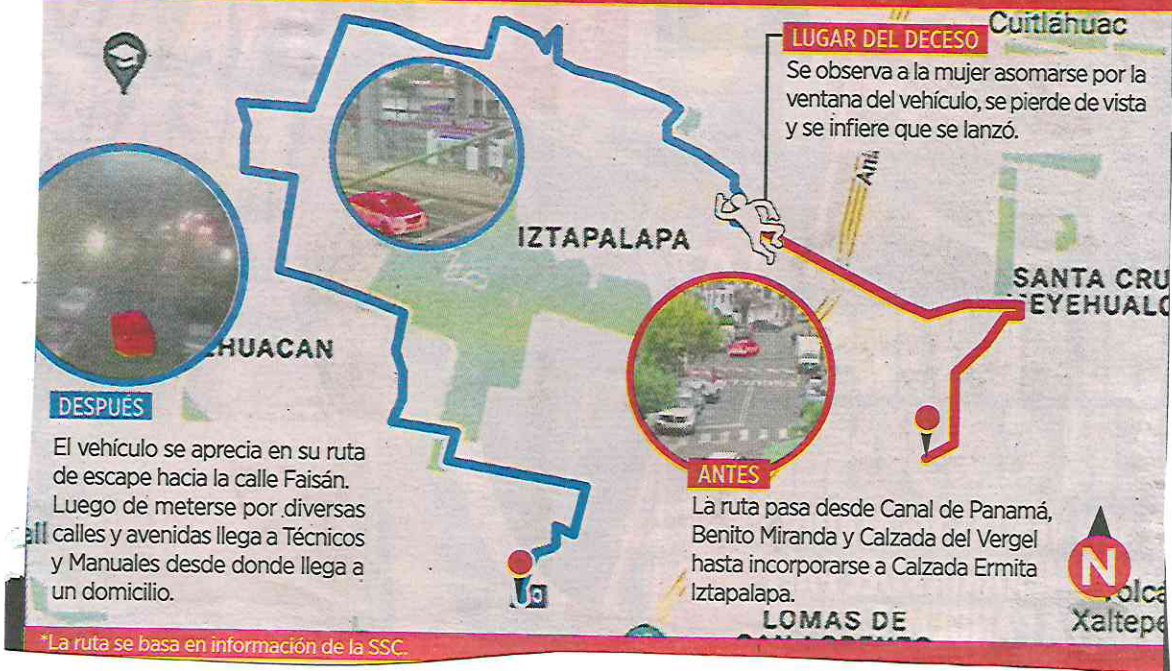 Cuitláhuac
LUGAR DEL DECESO
Se observa a la mujer asomarse por la
ventana del vehículo, se pierde de vista
y se infiere que se lanzó.
IZTAPALAPA
SANTA CRU
EYEHUALC
HUACAN
DESPUÉS
El vehículo se aprecia en su ruta
de escape hacia la calle Faisán.
Luego de meterse por diversas
calles y avenidas llega a Técnicos
y Manuales desde donde llega a
un domicilio.
ANTES
La ruta pasa desde Canal de Panamá,
Benito Miranda y Calzada del Vergel
hasta incorporarse a Calzada Ermita
Iztapalapa.
N
Xaltepe
LOMAS DE
*La ruta se basa en información de la SSC.